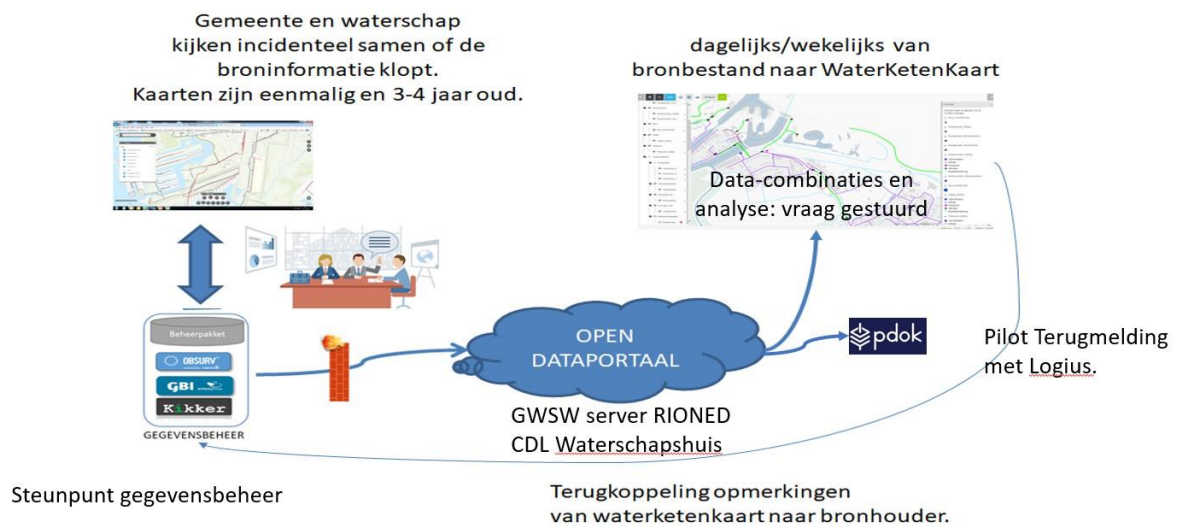 Gemeente en waterschap
kijken incidenteel samen of de
broninformatie klopt.
Kaarten zijn eenmalig en 3-4 jaar oud.
dagelijks/wekelijks van
bronbestand naar WaterKetenKaart
Data-combinaties en
analyse: vraag gestuurd
Beheerpakket
OBSURV
GBI
Kikker
GEGEVENSBEHEER
OPEN
DATAPORTAAL
pdok
Pilot Terugmelding
met Logius.
GWSW server RIONED
CDL Waterschapshuis
Steunpunt gegevensbeheer
Terugkoppeling opmerkingen
van waterketenkaart naar bronhouder.